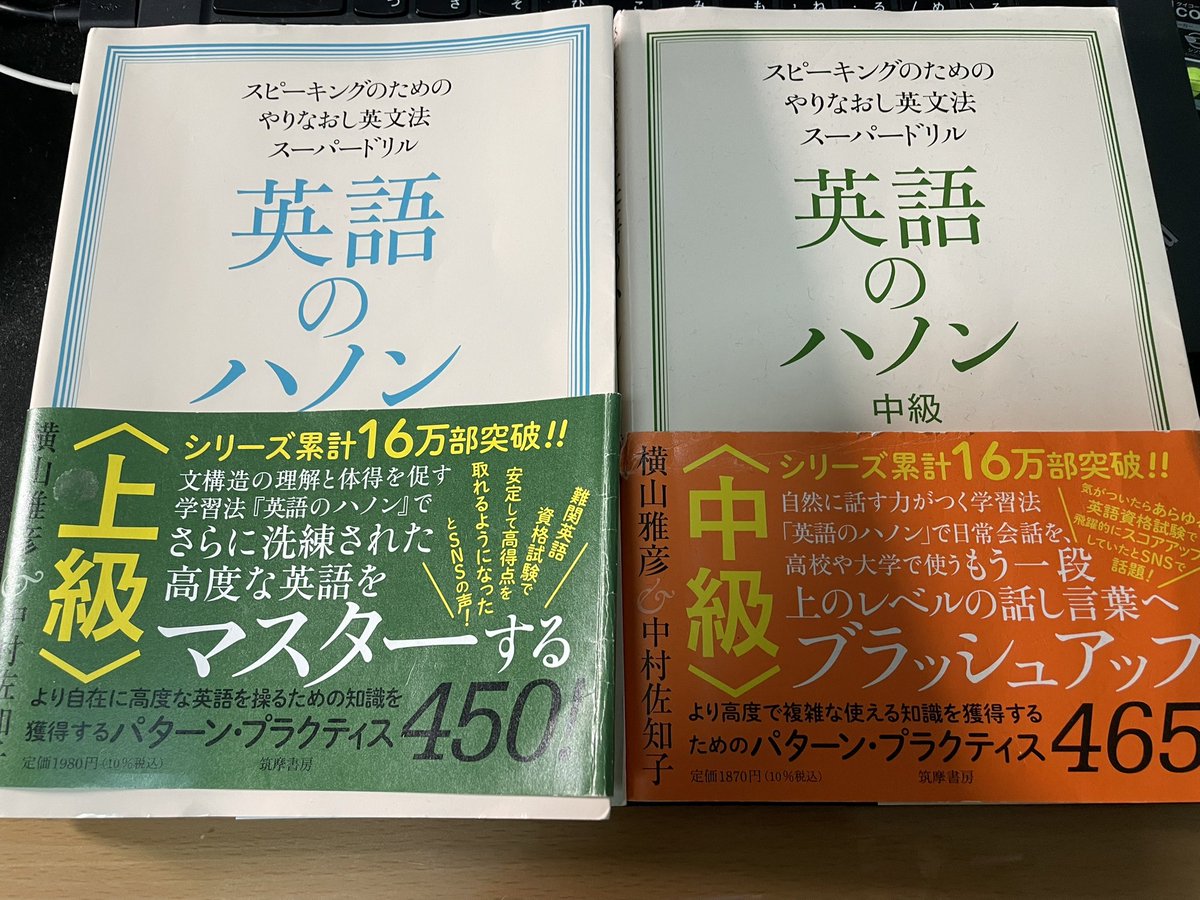 スピーキングのための
やりなおし英文法
スーパードリル
英語
の
ハノン
〈上級〉
シリーズ累計16万部突破!!
文構造の理解と体得を促す
学習法『英語のハノン』で
さらに洗練された
高度な英語を
マスターする
難関英語
資格試験で
安定して高得点を
取れるようになった
とSNSの声!
より自在に高度な英語を操るための知識を
獲得するパターン・プラクティス450!
定価1980円(10%税込)
筑摩書房
横山雅彦
中村佐知子
スピーキングのための
やりなおし英文法
スーパードリル
英語
の
ハノン
中級
横山雅彦&中村佐知子
〈中級〉
シリーズ累計16万部突破!!
自然に話す力がつく学習法
「英語のハノン」で日常会話を、
高校や大学で使うもう一段
上のレベルの話し言葉へ
ブラッシュアップ
気がついたらあらゆ
英語資格試験で
飛躍的にスコアアップ
していたとSNSで
話題!
より高度で複雑な使える知識を獲得する
ためのパターン・プラクティス465
定価1870円(10%税込)
筑摩書房